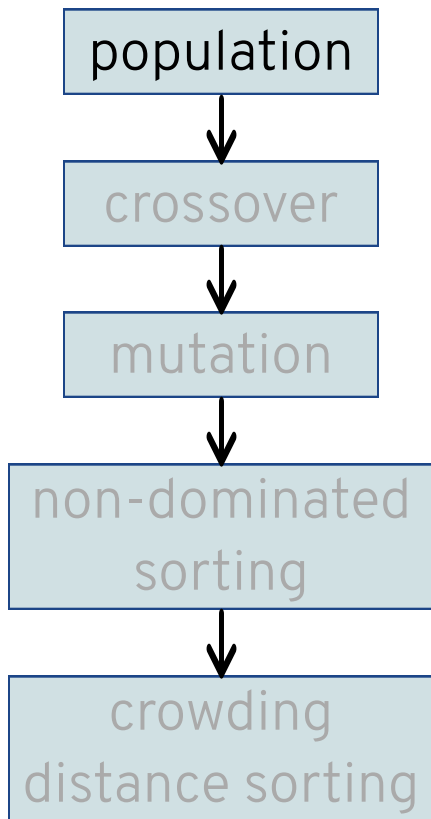 population
crossover
mutation
non-dominated
sorting
crowding
distance sorting